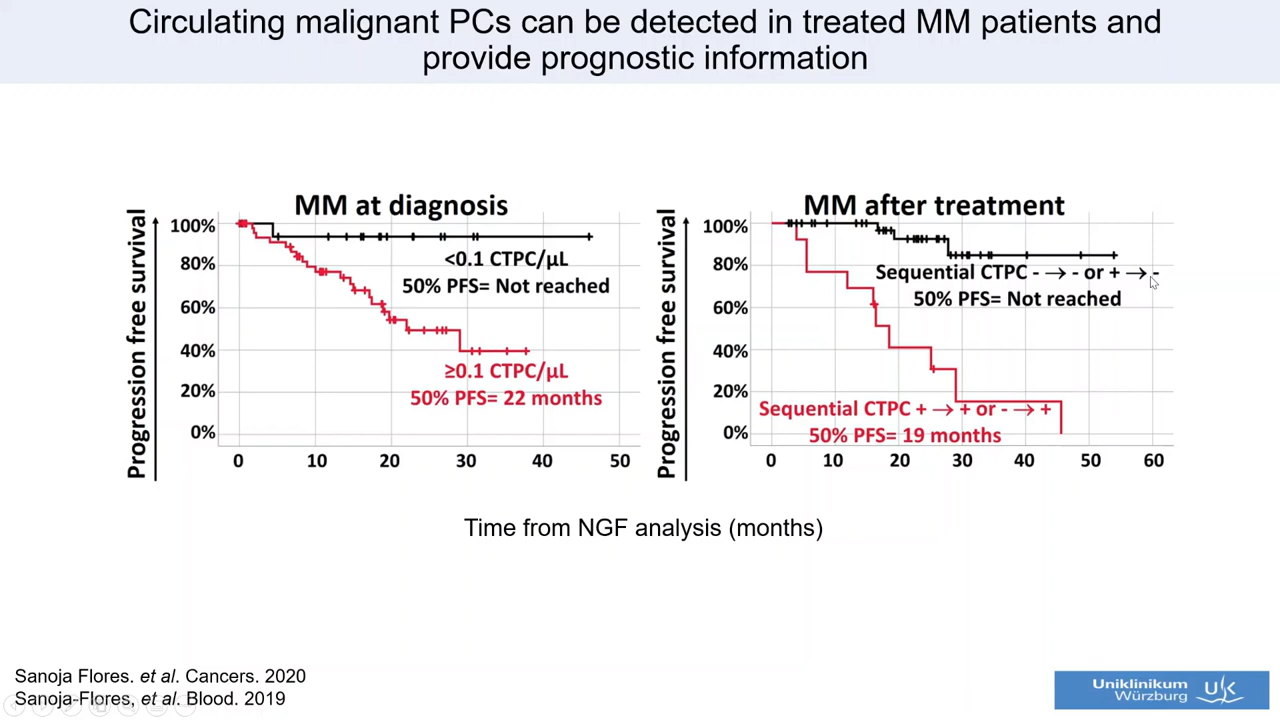 Circulating malignant PCs can be detected in treated MM patients and
provide prognostic information
MM at diagnosis
Progression free survival
100%
80%
60%
40%
20%
0%
<0.1 CTPC/μL
50% PFS= Not reached
≥0.1 CTPC/μL
50% PFS= 22 months
0 10 20 30 40 50
MM after treatment
Progression free survival
100%
80%
60%
40%
20%
0%
Sequential CTPC - → - or + → -
50% PFS= Not reached
Sequential CTPC + → + or - → +
50% PFS= 19 months
0 10 20 30 40 50 60
Time from NGF analysis (months)
Sanoja Flores. et al. Cancers. 2020
Sanoja-Flores, et al. Blood. 2019
Uniklinikum
Würzburg
UK